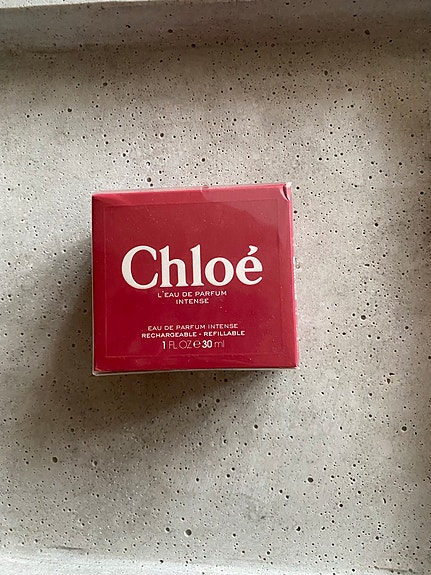 Chloé
L'EAU DE PARFUM
INTENSE
EAU DE PARFUM INTENSE
RECHARGEABLE - REFILLABLE
1 FL OZ ℮ 30 ml